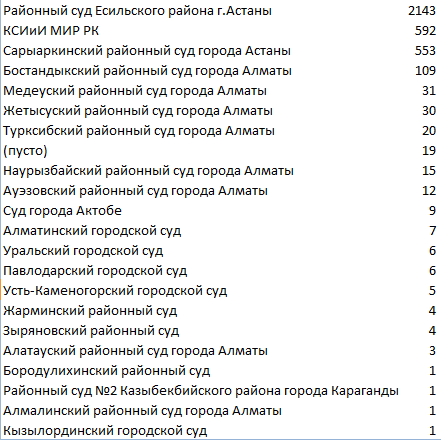 Районный суд Есильского района г.Астаны 2143
КСИиИ МИР РК 592
Сарыаркинский районный суд города Астаны 553
Бостандыкский районный суд города Алматы 109
Медеуский районный суд города Алматы 31
Жетысуский районный суд города Алматы 30
Турксибский районный суд города Алматы 20
(пусто) 19
Наурызбайский районный суд города Алматы 15
Ауэзовский районный суд города Алматы 12
Суд города Актобе 9
Алматинский городской суд 7
Уральский городской суд 6
Павлодарский городской суд 6
Усть-Каменогорский городской суд 5
Жарминский районный суд 4
Зыряновский районный суд 4
Алатауский районный суд города Алматы 3
Бородулихинский районный суд 1
Районный суд №2 Казыбекбийского района города Караганды 1
Алмалинский районный суд города Алматы 1
Кызылординский городской суд 1